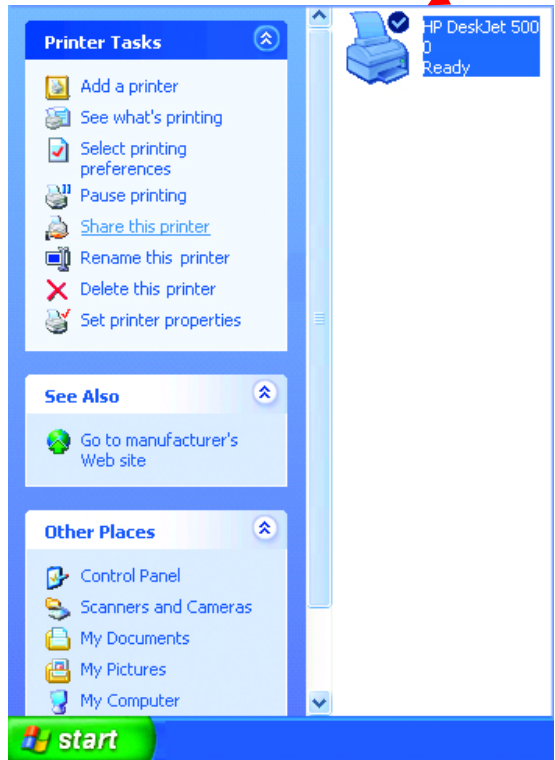 Printer Tasks
Add a printer
See what's printing
Select printing
preferences
Pause printing
Share this printer
Rename this printer
Delete this printer
Set printer properties
See Also
Go to manufacturer's
Web site
Other Places
Control Panel
Scanners and Cameras
My Documents
My Pictures
My Computer
HP DeskJet 500
0
Ready
start